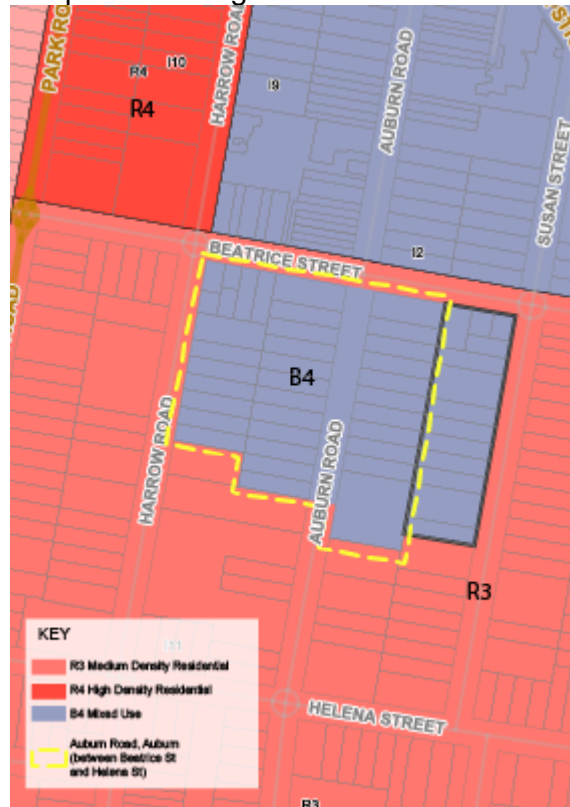 PARK RO
R4
I10
R4
HARROW ROAD
I9
AUBURN ROAD
SUSAN STREET
I2
BEATRICE STREET
B4
HARROW ROAD
AUBURN ROAD
R3
KEY
I11
R3 Medium Density Residential
R4 High Density Residential
B4 Mixed Use
Auburn Road, Auburn
(between Beatrice St
and Helena St)
HELENA STREET
R3